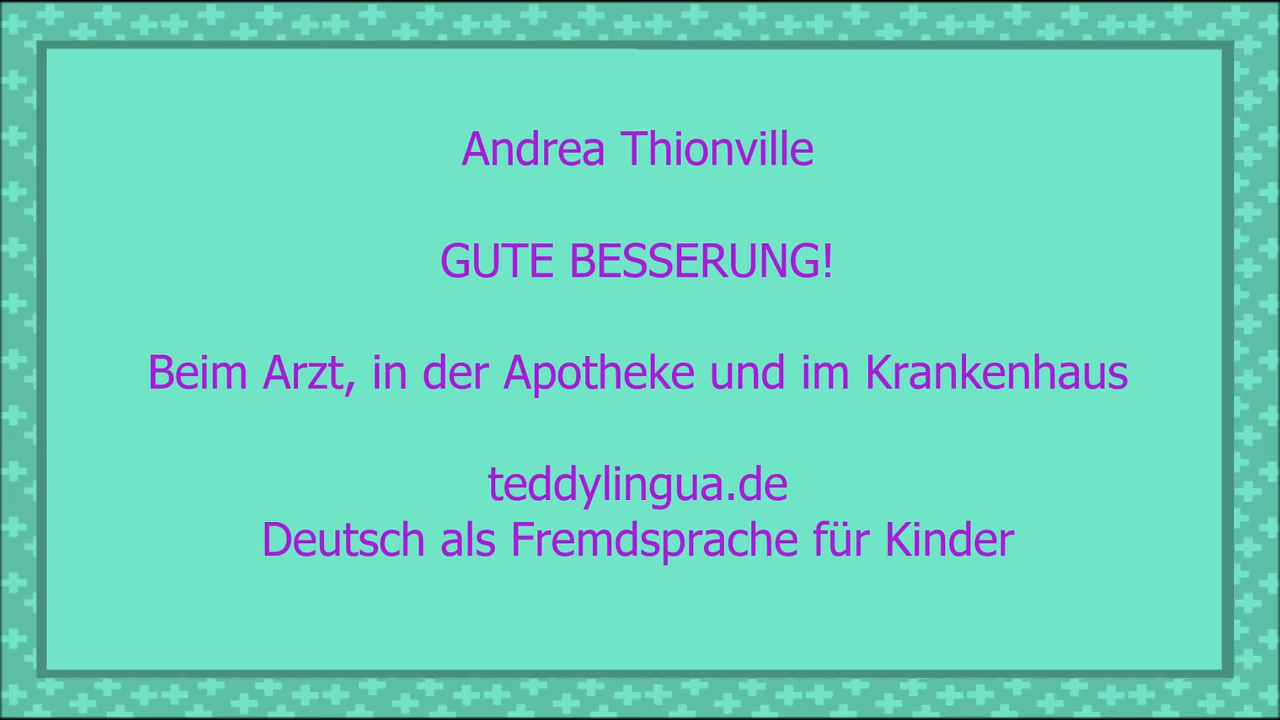 Andrea Thionville
GUTE BESSERUNG!
Beim Arzt, in der Apotheke und im Krankenhaus
teddylingua.de
Deutsch als Fremdsprache für Kinder